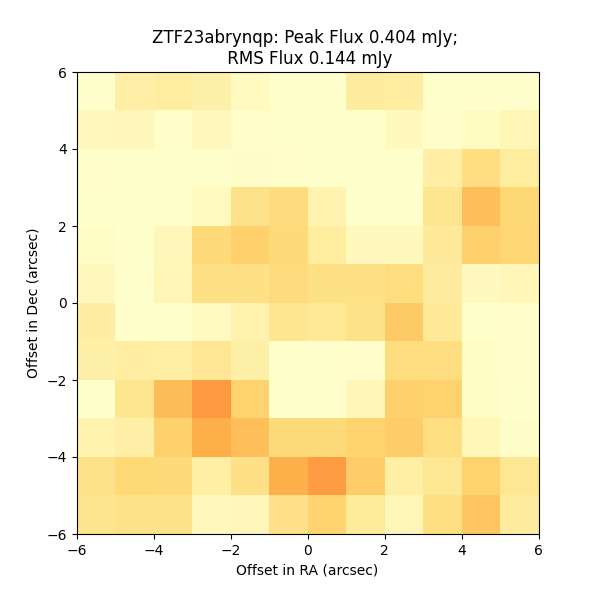 ZTF23abrynqp: Peak Flux 0.404 mJy;
RMS Flux 0.144 mJy
6
4
2
0
−2
−4
−6
Offset in Dec (arcsec)
−6 −4 −2 0 2 4 6
Offset in RA (arcsec)